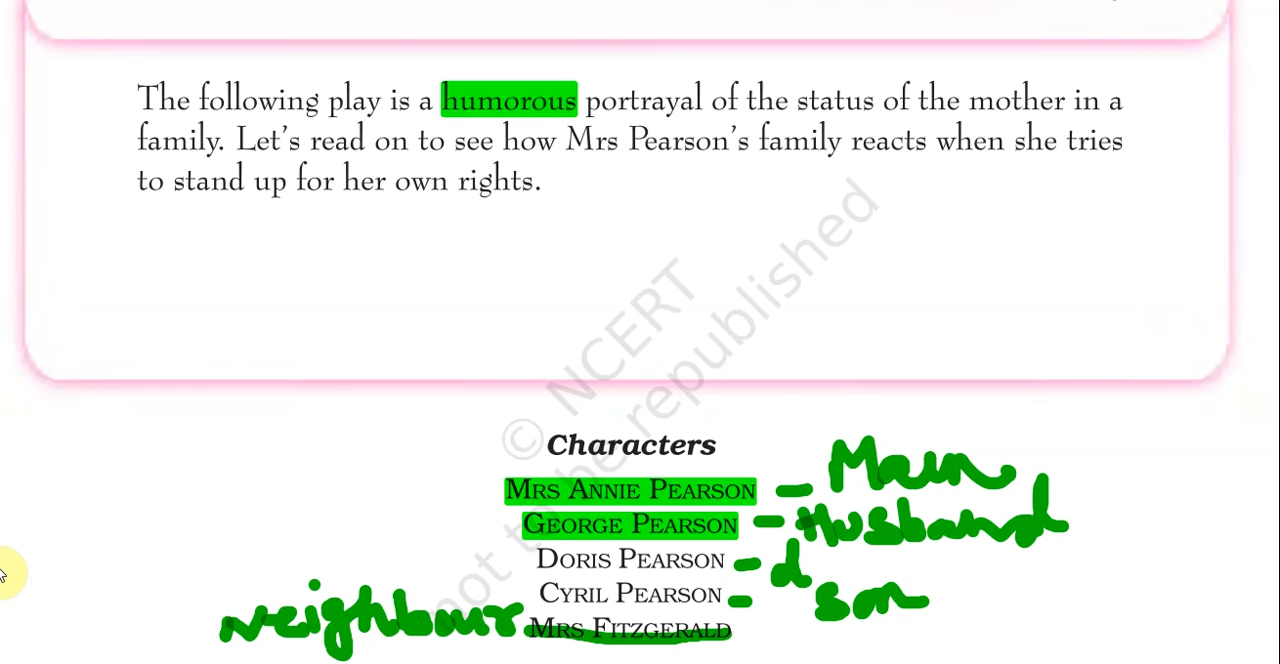 The following play is a humorous portrayal of the status of the mother in a
family. Let's read on to see how Mrs Pearson's family reacts when she tries
to stand up for her own rights.
© NCERT
not to be republished
Characters
MRS ANNIE PEARSON – Main
GEORGE PEARSON – Husband
DORIS PEARSON – d
CYRIL PEARSON – son
Neighbour MRS FITZGERALD